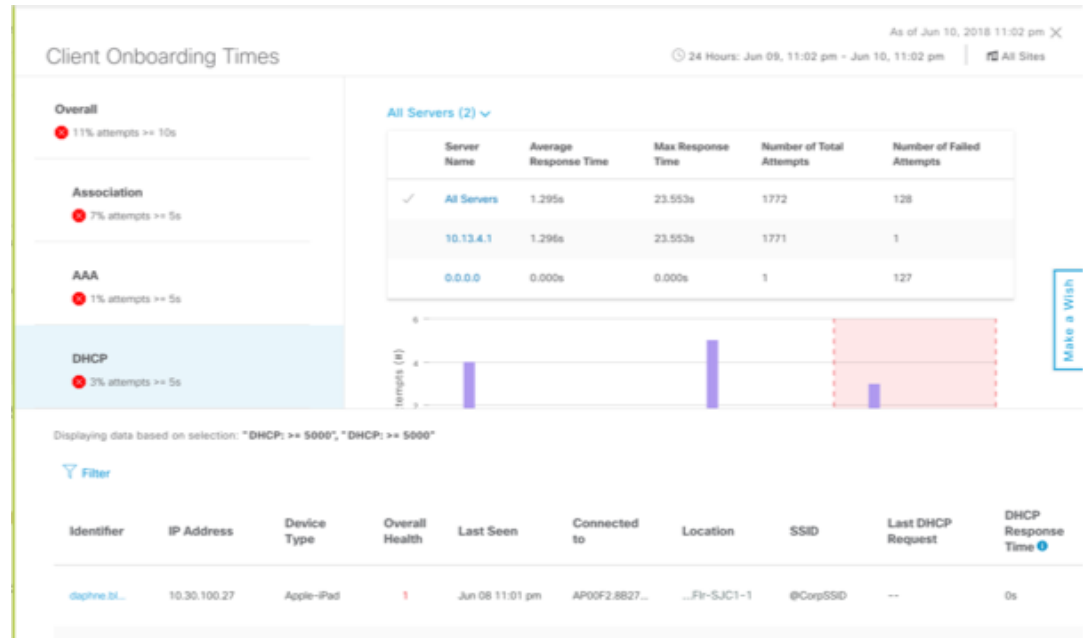 As of Jun 10, 2018 11:02 pm
Client Onboarding Times
24 Hours: Jun 09, 11:02 pm - Jun 10, 11:02 pm
All Sites
Overall
11% attempts >= 10s
Association
7% attempts >= 5s
AAA
1% attempts >= 5s
DHCP
3% attempts >= 5s
All Servers (2)
Server Name Average Response Time Max Response Time Number of Total Attempts Number of Failed Attempts
All Servers 1.295s 23.553s 1772 128
10.13.4.1 1.296s 23.553s 1771 1
0.0.0.0 0.000s 0.000s 1 127
6
4
2
(#)
Make a Wish
Displaying data based on selection: "DHCP: >= 5000", "DHCP: >= 5000"
Filter
Identifier IP Address Device Type Overall Health Last Seen Connected to Location SSID Last DHCP Request DHCP Response Time
daphne.bl... 10.30.100.27 Apple-iPad 1 Jun 08 11:01 pm AP00F2.8B27... ...Flr-SJC1-1 @CorpSSID -- 0s